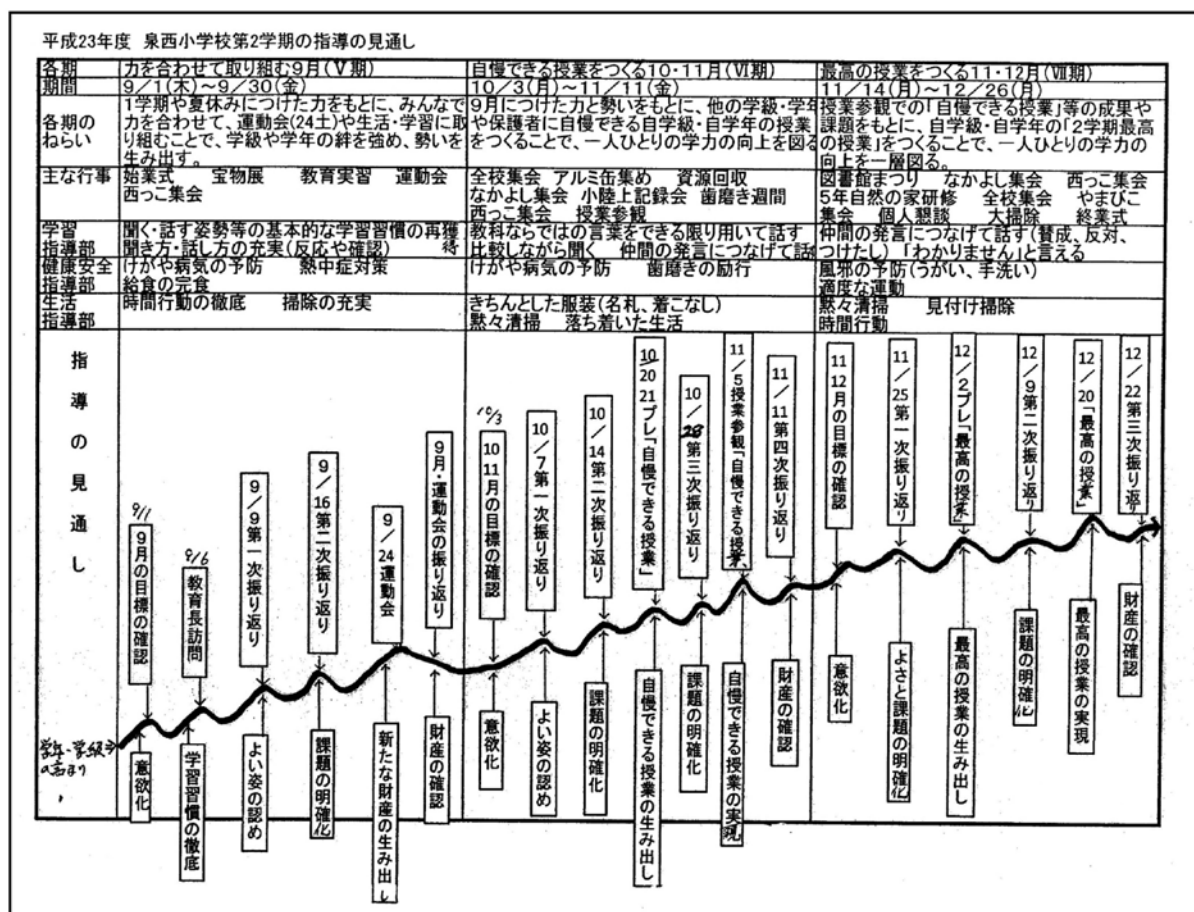 平成23年度 泉西小学校第2学期の指導の見通し
各期
力を合わせて取り組む9月(Ⅴ期)
自慢できる授業をつくる10・11月(Ⅵ期)
最高の授業をつくる11・12月(Ⅶ期)
期間
9/1(木)～9/30(金)
10/3(月)～11/11(金)
11/14(月)～12/26(月)
各期の
ねらい
1学期や夏休みにつけた力をもとに、みんなで
力を合わせて、運動会(24土)や生活・学習に取
り組むことで、学級や学年の絆を強め、勢いを
生み出す。
9月につけた力と勢いをもとに、他の学級・学年
や保護者に自慢できる自学級・自学年の授業
をつくることで、一人ひとりの学力の向上を図る
授業参観での「自慢できる授業」等の成果や
課題をもとに、自学級・自学年の「2学期最高
の授業」をつくることで、一人ひとりの学力の
向上を一層図る。
主な行事
始業式 宝物展 教育実習 運動会
西っこ集会
全校集会 アルミ缶集め 資源回収
なかよし集会 小陸上記録会 歯磨き週間
西っこ集会 授業参観
図書館まつり なかよし集会 西っこ集会
5年自然の家研修 全校集会 やまびこ
集会 個人懇談 大掃除 終業式
学習
指導部
聞く・話す姿勢等の基本的な学習習慣の再獲
聞き方・話し方の充実(反応や確認) 得
教科ならではの言葉をできる限り用いて話す
比較しながら聞く 仲間の発言につなげて話
仲間の発言につなげて話す(賛成、反対、
つけたし) 「わかりません」と言える
健康安全
指導部
けがや病気の予防 熱中症対策
給食の完食
けがや病気の予防 歯磨きの励行
風邪の予防(うがい、手洗い)
適度な運動
生活
指導部
時間行動の徹底 掃除の充実
きちんとした服装(名札、着こなし)
黙々清掃 落ち着いた生活
黙々清掃 見付け掃除
時間行動
指導の見通し
9/1
9月の目標の確認
9/6
教育長訪問
9/9第一次振り返り
9/16第二次振り返り
9/24運動会
9月・運動会の振り返り
10/3
10 11月の目標の確認
10/7第一次振り返り
10/14第二次振り返り
10/20 21プレ「自慢できる授業」
10/28第三次振り返り
11/5授業参観「自慢できる授業」
11/11第四次振り返り
11 12月の目標の確認
11/25第一次振り返り
12/2プレ「最高の授業」
12/9第二次振り返り
12/20「最高の授業」
12/22第三次振り返り
学年・学級
の高まり
意欲化
学習習慣の徹底
よい姿の認め
課題の明確化
新たな財産の生み出し
財産の確認
意欲化
よい姿の認め
課題の明確化
自慢できる授業の生み出し
課題の明確化
自慢できる授業の実現
財産の確認
意欲化
よさと課題の明確化
最高の授業の生み出し
課題の明確化
最高の授業の実現
財産の確認